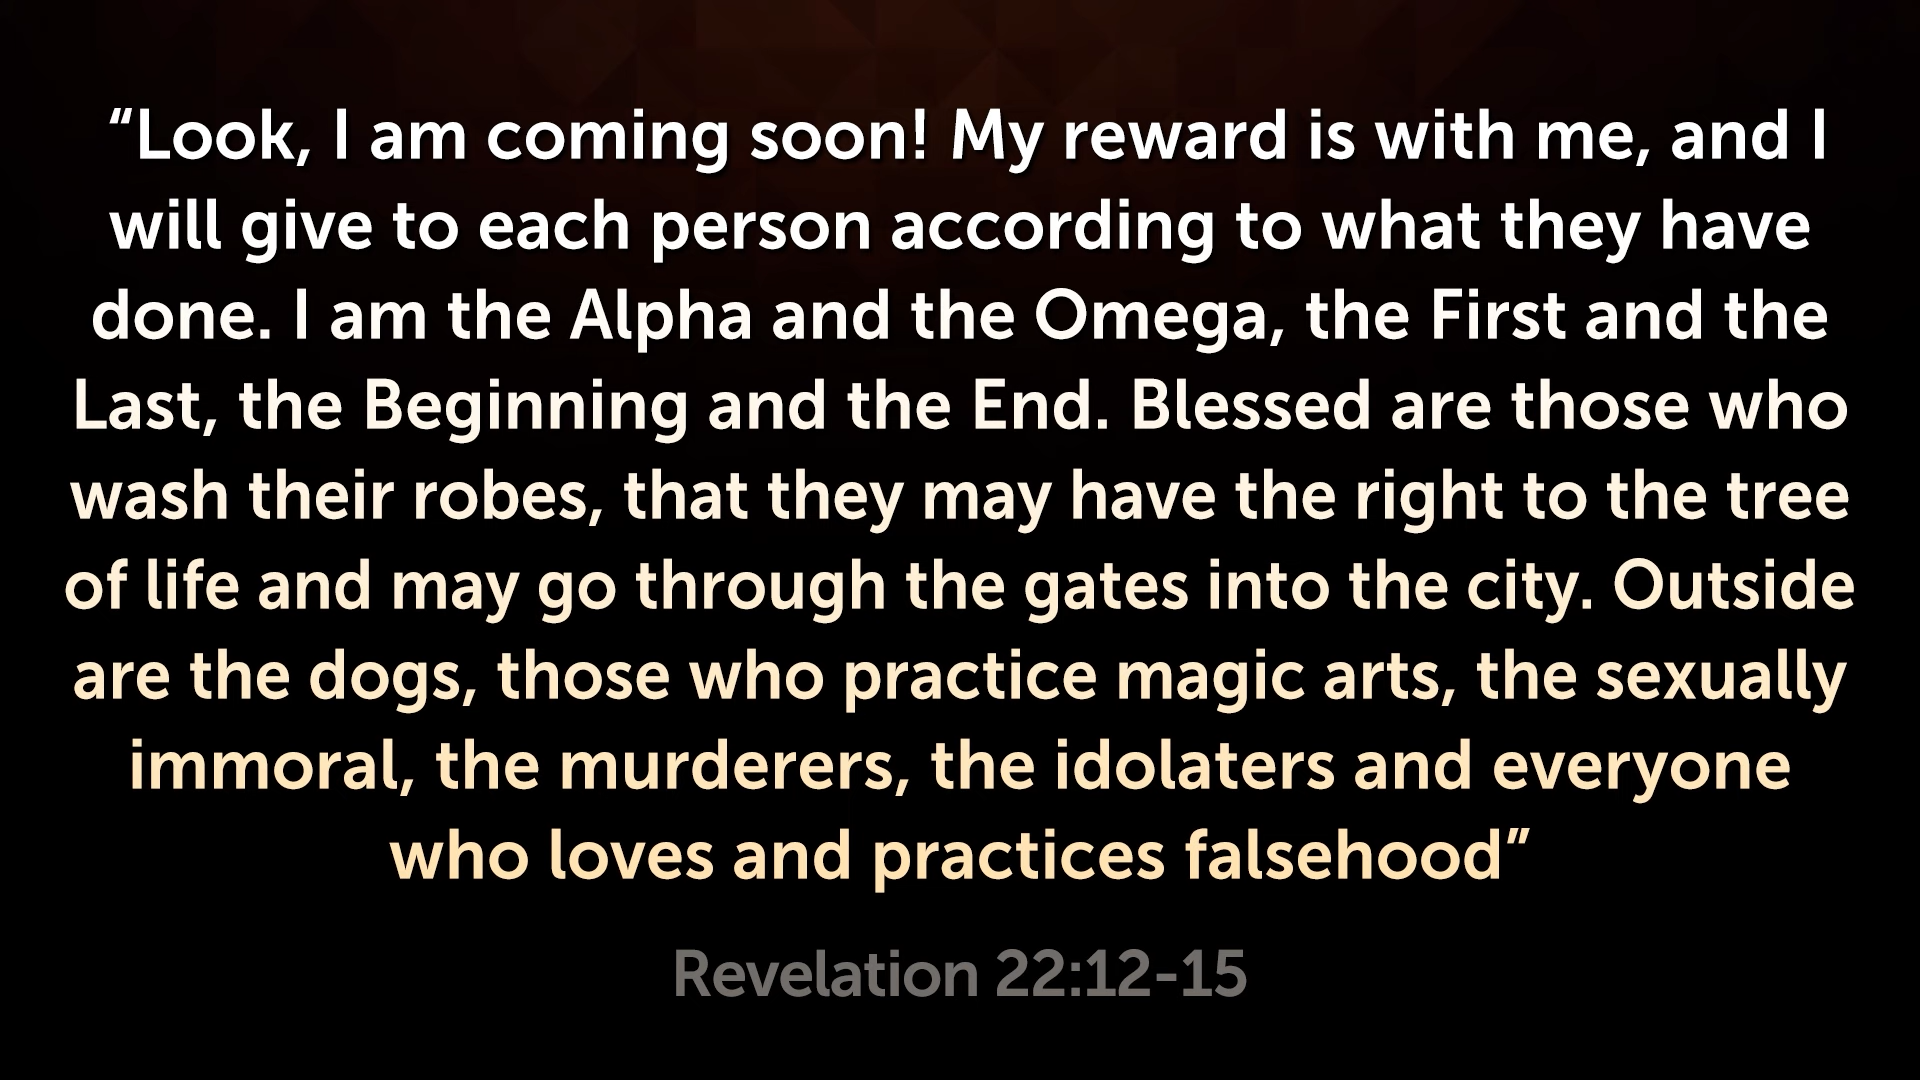 “Look, I am coming soon! My reward is with me, and I
will give to each person according to what they have
done. I am the Alpha and the Omega, the First and the
Last, the Beginning and the End. Blessed are those who
wash their robes, that they may have the right to the tree
of life and may go through the gates into the city. Outside
are the dogs, those who practice magic arts, the sexually
immoral, the murderers, the idolaters and everyone
who loves and practices falsehood”
Revelation 22:12-15